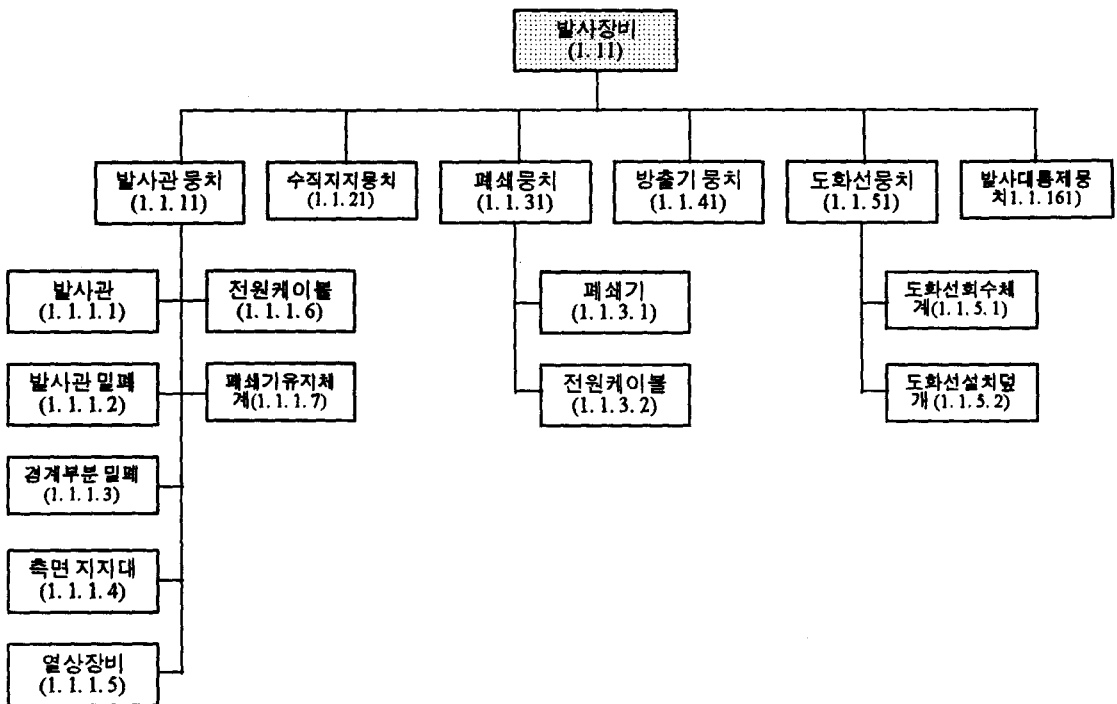 발사장비
(1. 11)
발사관 뭉치
(1. 1. 11)
수직지지뭉치
(1. 1. 21)
폐쇄뭉치
(1. 1. 31)
방출기 뭉치
(1. 1. 41)
도화선뭉치
(1. 1. 51)
발사대통제뭉
치1. 1. 161)
발사관
(1. 1. 1. 1)
전원케이블
(1. 1. 1. 6)
폐쇄기
(1. 1. 3. 1)
도화선회수체
계(1. 1. 5. 1)
발사관 밀폐
(1. 1. 1. 2)
폐쇄기유지체
계(1. 1. 1. 7)
전원케이블
(1. 1. 3. 2)
도화선설치덮
개 (1. 1. 5. 2)
경계부분 밀폐
(1. 1. 1. 3)
측면 지지대
(1. 1. 1. 4)
열상장비
(1. 1. 1. 5)